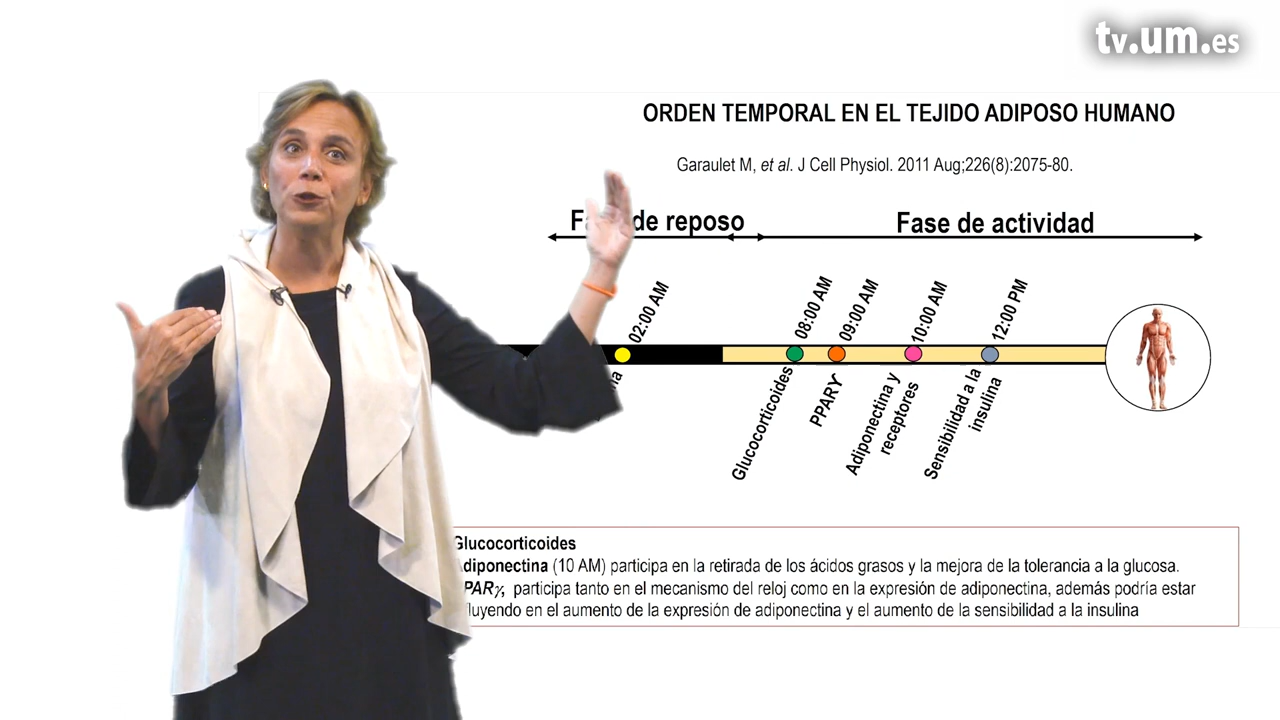 tv.um.es
ORDEN TEMPORAL EN EL TEJIDO ADIPOSO HUMANO
Garaulet M, et al. J Cell Physiol. 2011 Aug;226(8):2075-80.
de reposo
Fase de actividad
02:00 AM
08:00 AM
09:00 AM
10:00 AM
12:00 PM
Glucocorticoides
PPARγ
Adiponectina y
receptores
Sensibilidad a la
insulina
Glucocorticoides
diponectina (10 AM) participa en la retirada de los ácidos grasos y la mejora de la tolerancia a la glucosa.
PARγ, participa tanto en el mecanismo del reloj como en la expresión de adiponectina, además podría estar
fluyendo en el aumento de la expresión de adiponectina y el aumento de la sensibilidad a la insulina